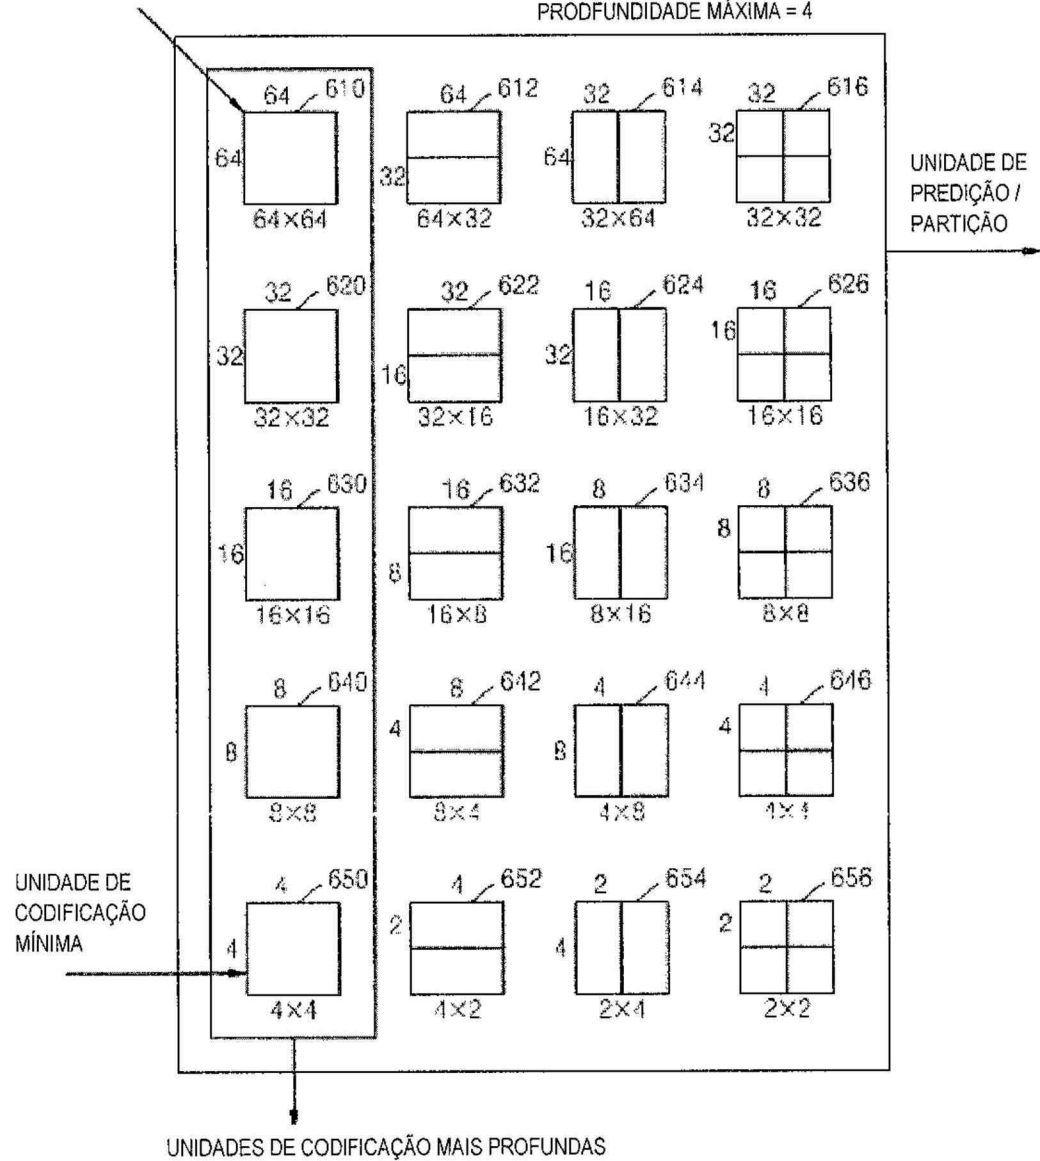 PRODFUNDIDADE MÁXIMA = 4
64 610 64 612 32 614 32 616
64 32 64 32
64×64 64×32 32×64 32×32
UNIDADE DE
PREDIÇÃO /
PARTIÇÃO
32 620 32 622 16 624 16 626
32 16 32 16
32×32 32×16 16×32 16×16
16 630 16 632 8 634 8 636
16 8 16 8
16×16 16×8 8×16 8×8
8 640 8 642 4 644 4 646
8 4 8 4
8×8 8×4 4×8 4×4
UNIDADE DE
CODIFICAÇÃO
MÍNIMA
4 650 4 652 2 654 2 656
4 2 4 2
4×4 4×2 2×4 2×2
UNIDADES DE CODIFICAÇÃO MAIS PROFUNDAS